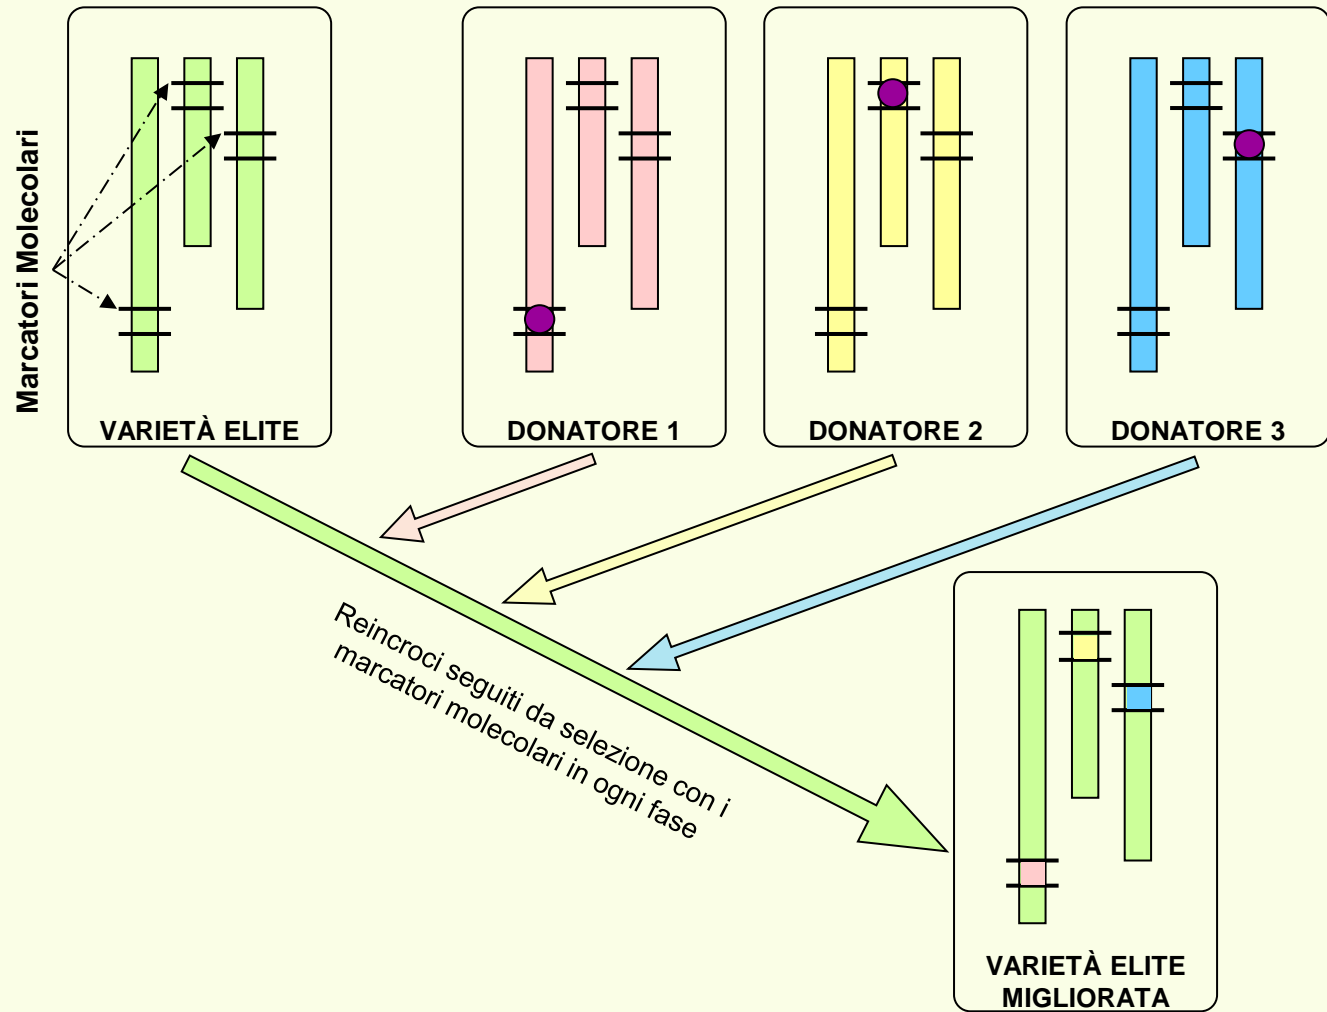 Marcatori Molecolari
VARIETÀ ELITE
DONATORE 1
DONATORE 2
DONATORE 3
Reincroci seguiti da selezione con i
marcatori molecolari in ogni fase
VARIETÀ ELITE
MIGLIORATA